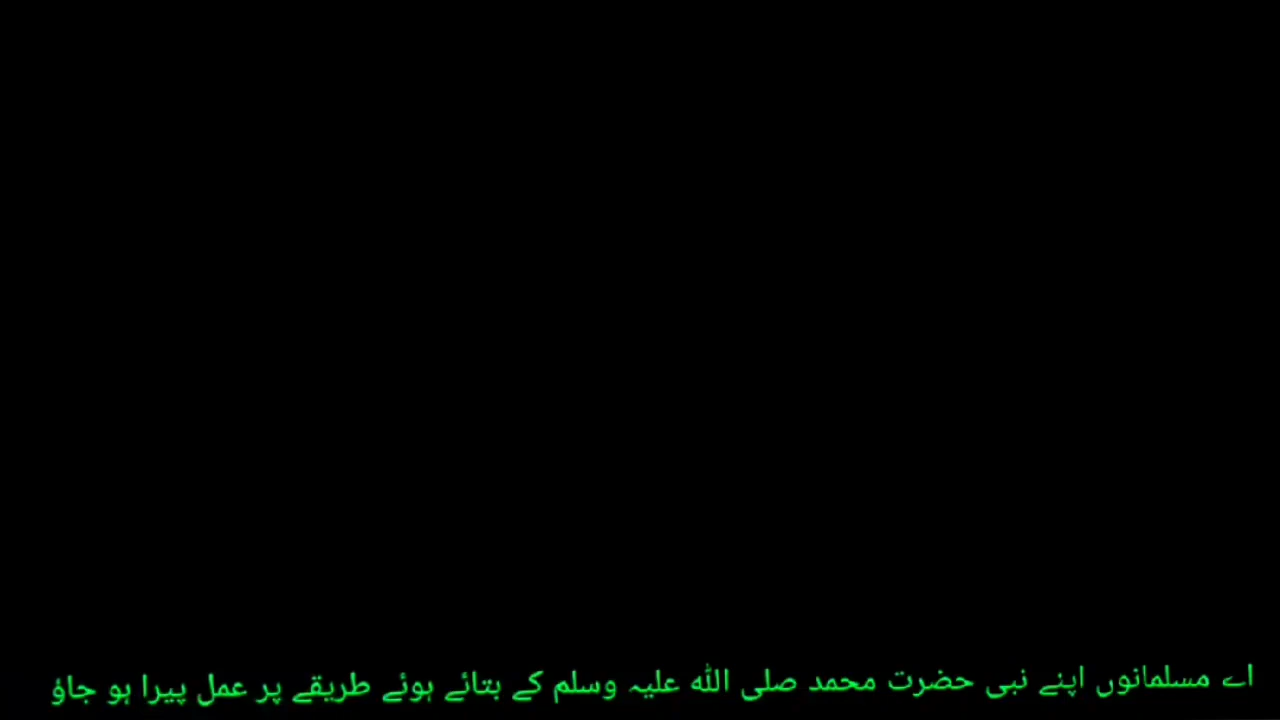 اے مسلمانوں اپنے نبی حضرت محمد صلی اللہ علیہ وسلم کے بتائے ہوئے طریقے پر عمل پیرا ہو جاؤ